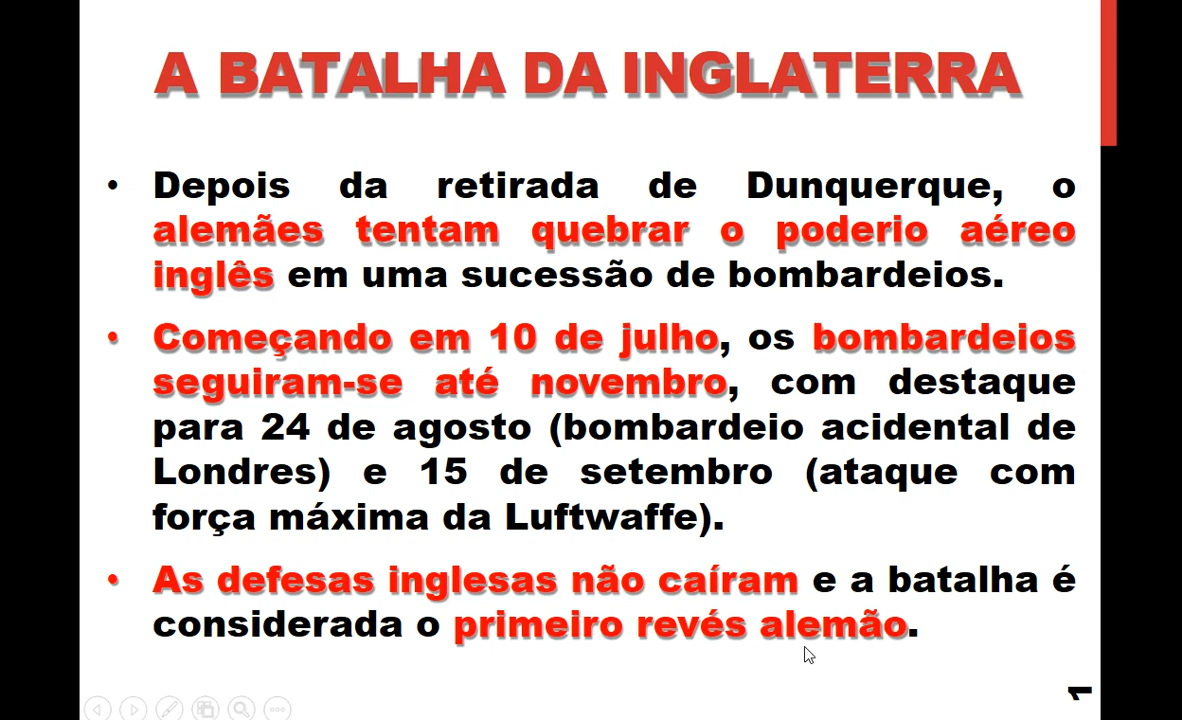 A BATALHA DA INGLATERRA
• Depois da retirada de Dunquerque, o
alemães tentam quebrar o poderio aéreo
inglês em uma sucessão de bombardeios.
• Começando em 10 de julho, os bombardeios
seguiram-se até novembro, com destaque
para 24 de agosto (bombardeio acidental de
Londres) e 15 de setembro (ataque com
força máxima da Luftwaffe).
• As defesas inglesas não caíram e a batalha é
considerada o primeiro revés alemão.
1